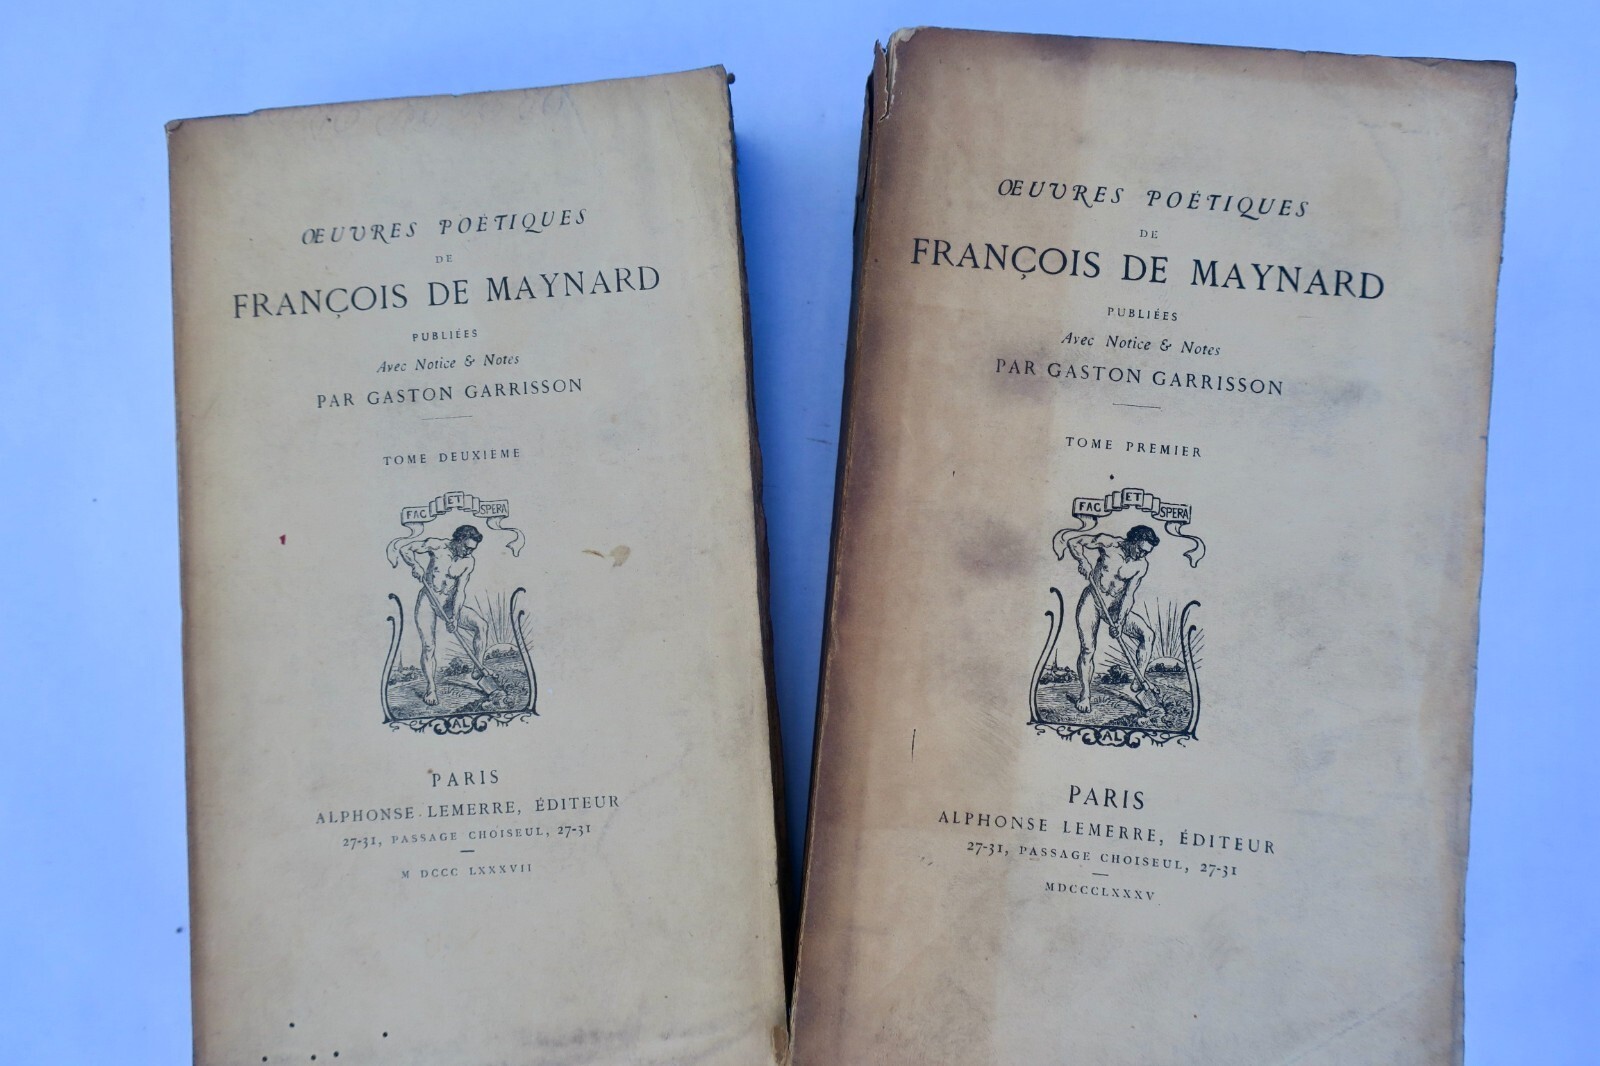 ŒUVRES POÉTIQUES
DE
FRANÇOIS DE MAYNARD
PUBLIÉES
Avec Notice & Notes
PAR GASTON GARRISSON
TOME DEUXIEME
FAC ET SPERA
AL
PARIS
ALPHONSE LEMERRE, ÉDITEUR
27-31, PASSAGE CHOISEUL, 27-31
M DCCC LXXXVII
ŒUVRES POÉTIQUES
DE
FRANÇOIS DE MAYNARD
PUBLIÉES
Avec Notice & Notes
PAR GASTON GARRISSON
TOME PREMIER
FAC ET SPERA
AL
PARIS
ALPHONSE LEMERRE, ÉDITEUR
27-31, PASSAGE CHOISEUL, 27-31
MDCCCLXXXV